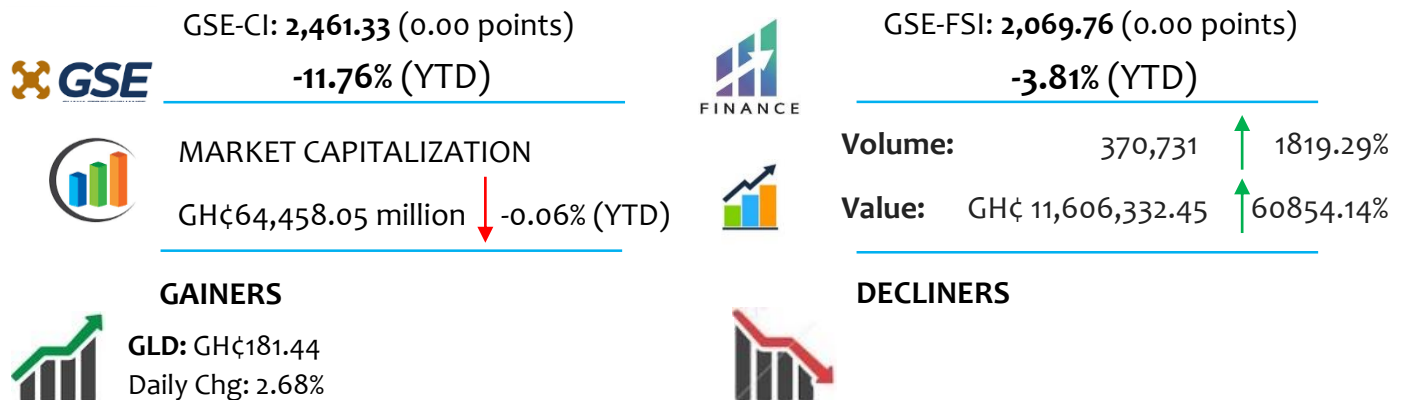 GSE-CI: 2,461.33 (0.00 points)
-11.76% (YTD)
GSE
GSE-FSI: 2,069.76 (0.00 points)
-3.81% (YTD)
FINANCE
MARKET CAPITALIZATION
GH¢64,458.05 million -0.06% (YTD)
Volume: 370,731 1819.29%
Value: GH¢ 11,606,332.45 60854.14%
GAINERS
GLD: GH¢181.44
Daily Chg: 2.68%
DECLINERS